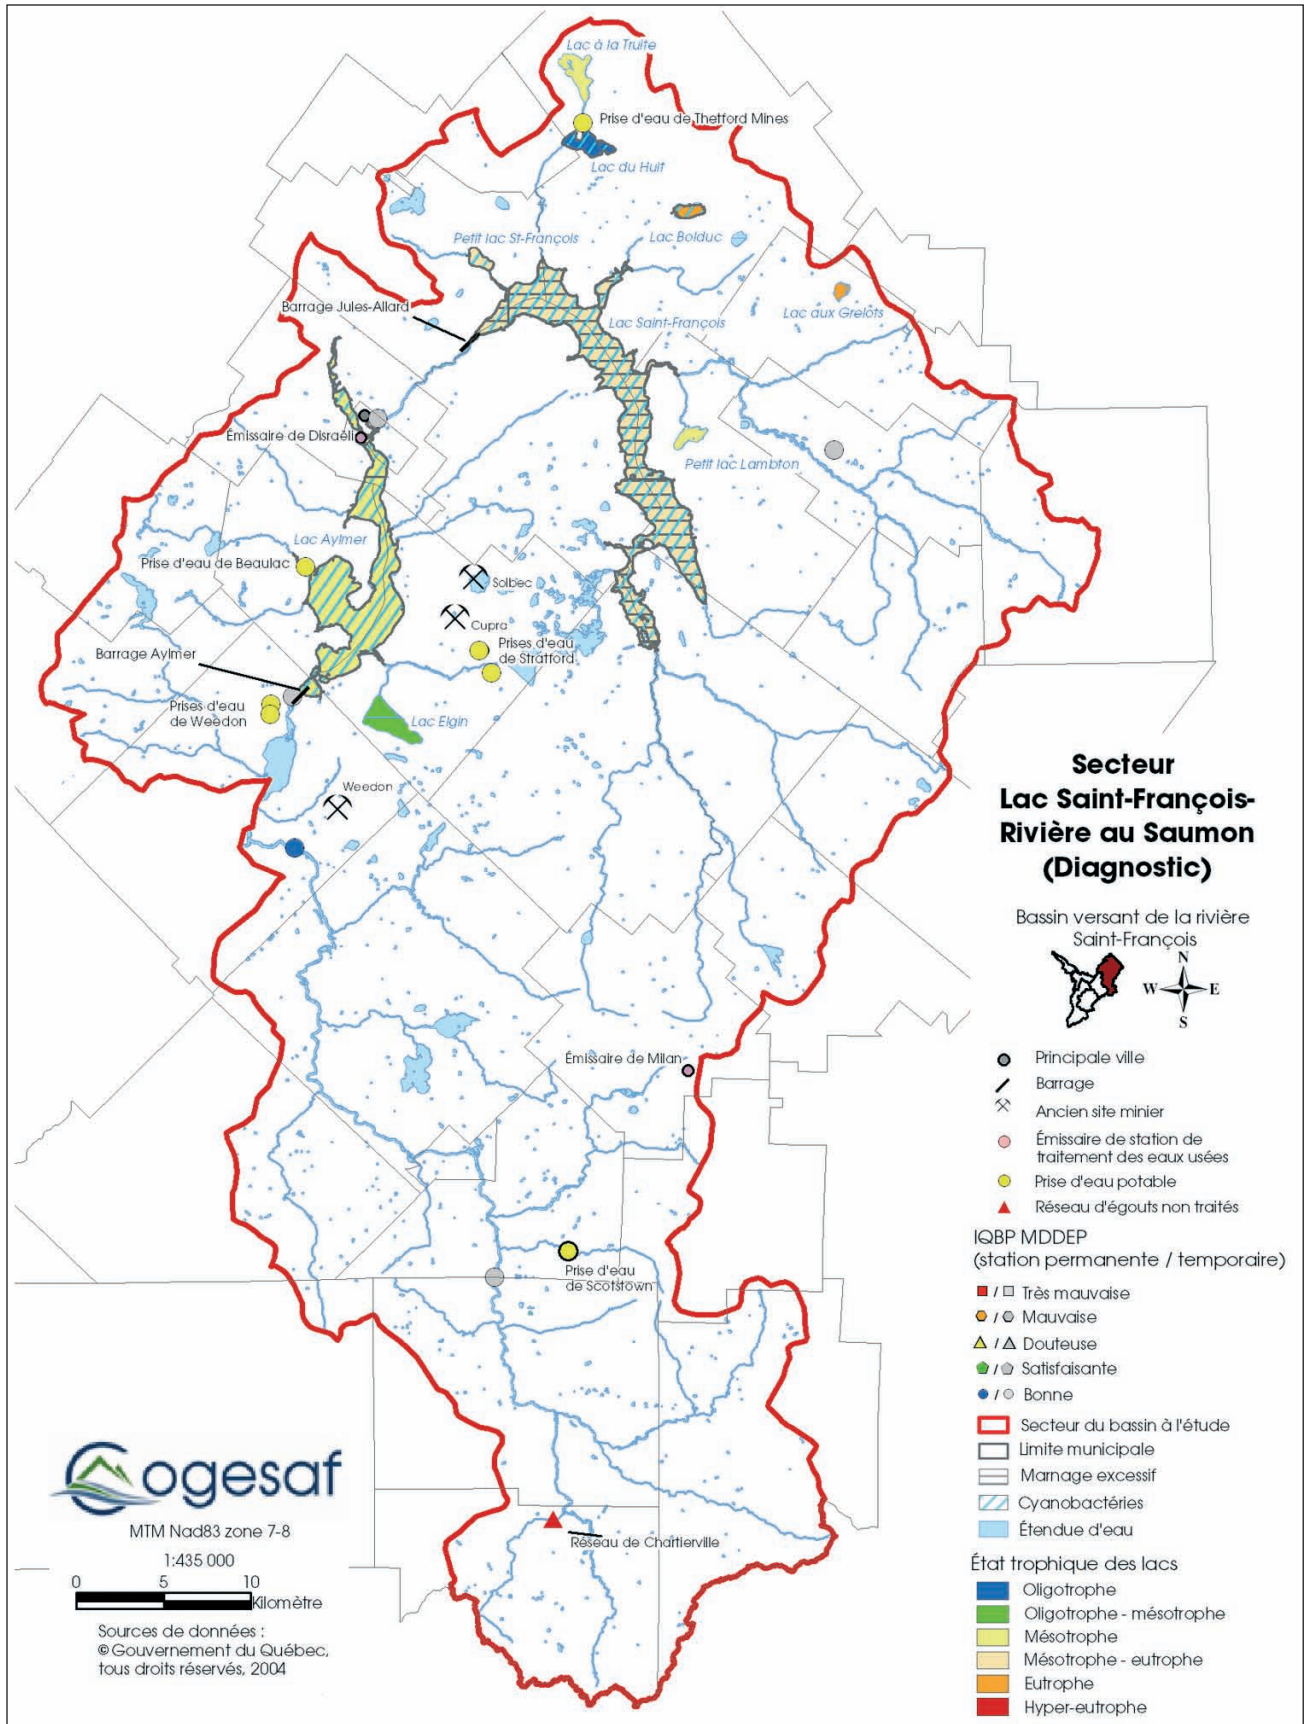 Lac à la Truite
Prise d'eau de Thetford Mines
Lac du Huit
Petit lac St-François
Lac Bolduc
Barrage Jules-Allard
Lac Saint-François
Lac aux Grelots
Émissaire de Disraëli
Petit lac Lambton
Lac Aylmer
Prise d'eau de Beaulac
Solbec
Cupra
Prises d'eau
de Stratford
Barrage Aylmer
Prises d'eau
de Weedon
Lac Elgin
Weedon
Secteur
Lac Saint-François-
Rivière au Saumon
(Diagnostic)
Bassin versant de la rivière
Saint-François
N
W
E
S
Émissaire de Milan
Principale ville
Barrage
Ancien site minier
Émissaire de station de
traitement des eaux usées
Prise d'eau potable
Réseau d'égouts non traités
IQBP MDDEP
(station permanente / temporaire)
/ Très mauvaise
/ Mauvaise
/ Douteuse
/ Satisfaisante
/ Bonne
Prise d'eau
de Scotstown
Secteur du bassin à l'étude
Limite municipale
Marnage excessif
Cyanobactéries
Étendue d'eau
Cogesaf
MTM Nad83 zone 7-8
1:435 000
0 5 10
Kilomètre
Sources de données :
© Gouvernement du Québec,
tous droits réservés, 2004
Réseau de Chartierville
État trophique des lacs
Oligotrophe
Oligotrophe - mésotrophe
Mésotrophe
Mésotrophe - eutrophe
Eutrophe
Hyper-eutrophe